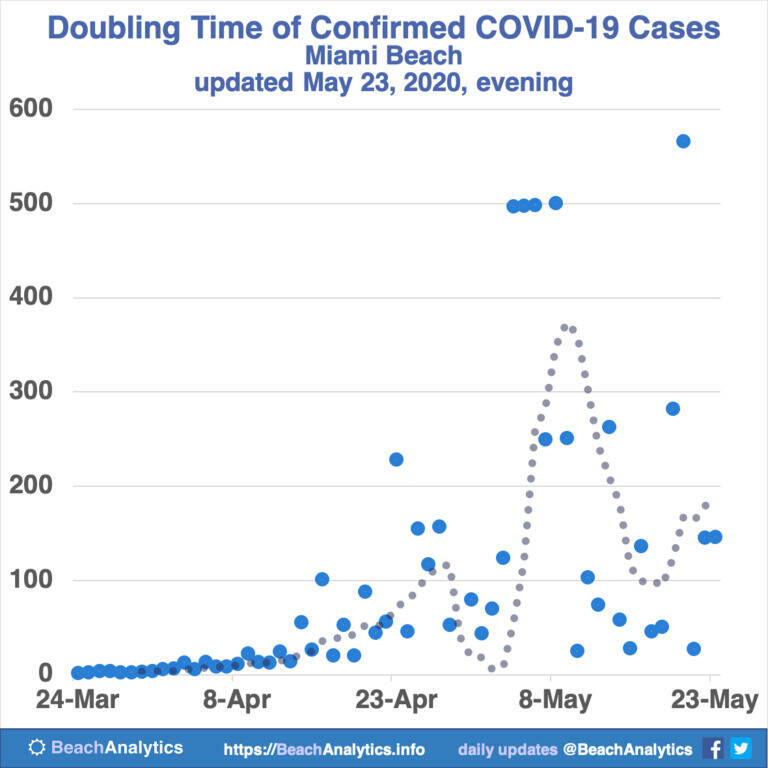 Doubling Time of Confirmed COVID-19 Cases
Miami Beach
updated May 23, 2020, evening
600
500
400
300
200
100
0
24-Mar 8-Apr 23-Apr 8-May 23-May
BeachAnalytics https://BeachAnalytics.info daily updates @BeachAnalytics f